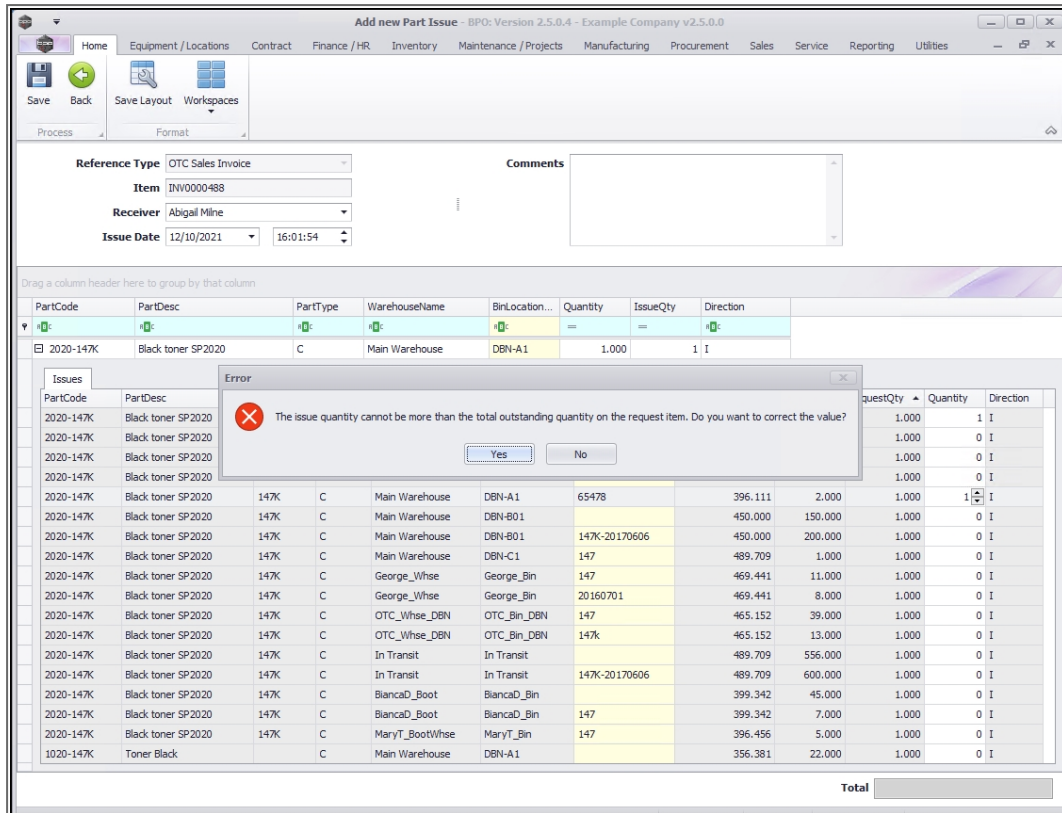 Add new Part Issue - BPO: Version 2.5.0.4 - Example Company v2.5.0.0
Home Equipment / Locations Contract Finance / HR Inventory Maintenance / Projects Manufacturing Procurement Sales Service Reporting Utilities
Save Back Save Layout Workspaces
Process Format
Reference Type OTC Sales Invoice Comments
Item INV0000488
Receiver Abigail Milne
Issue Date 12/10/2021 16:01:54
Drag a column header here to group by that column
PartCode PartDesc PartType WarehouseName BinLocation... Quantity IssueQty Direction
= =
2020-147K Black toner SP2020 C Main Warehouse DBN-A1 1.000 1 I
Issues
Error
The issue quantity cannot be more than the total outstanding quantity on the request item. Do you want to correct the value?
Yes No
PartCode PartDesc questQty Quantity Direction
2020-147K Black toner SP2020 1.000 1 I
2020-147K Black toner SP2020 1.000 0 I
2020-147K Black toner SP2020 1.000 0 I
2020-147K Black toner SP2020 1.000 0 I
2020-147K Black toner SP2020 147K C Main Warehouse DBN-A1 65478 396.111 2.000 1.000 1 I
2020-147K Black toner SP2020 147K C Main Warehouse DBN-B01 450.000 150.000 1.000 0 I
2020-147K Black toner SP2020 147K C Main Warehouse DBN-B01 147K-20170606 450.000 200.000 1.000 0 I
2020-147K Black toner SP2020 147K C Main Warehouse DBN-C1 147 489.709 1.000 1.000 0 I
2020-147K Black toner SP2020 147K C George_Whse George_Bin 147 469.441 11.000 1.000 0 I
2020-147K Black toner SP2020 147K C George_Whse George_Bin 20160701 469.441 8.000 1.000 0 I
2020-147K Black toner SP2020 147K C OTC_Whse_DBN OTC_Bin_DBN 147 465.152 39.000 1.000 0 I
2020-147K Black toner SP2020 147K C OTC_Whse_DBN OTC_Bin_DBN 147k 465.152 13.000 1.000 0 I
2020-147K Black toner SP2020 147K C In Transit In Transit 489.709 556.000 1.000 0 I
2020-147K Black toner SP2020 147K C In Transit In Transit 147K-20170606 489.709 600.000 1.000 0 I
2020-147K Black toner SP2020 147K C BiancaD_Boot BiancaD_Bin 399.342 45.000 1.000 0 I
2020-147K Black toner SP2020 147K C BiancaD_Boot BiancaD_Bin 147 399.342 7.000 1.000 0 I
2020-147K Black toner SP2020 147K C MaryT_BootWhse MaryT_Bin 147 396.456 5.000 1.000 0 I
1020-147K Toner Black C Main Warehouse DBN-A1 356.381 22.000 1.000 0 I
Total